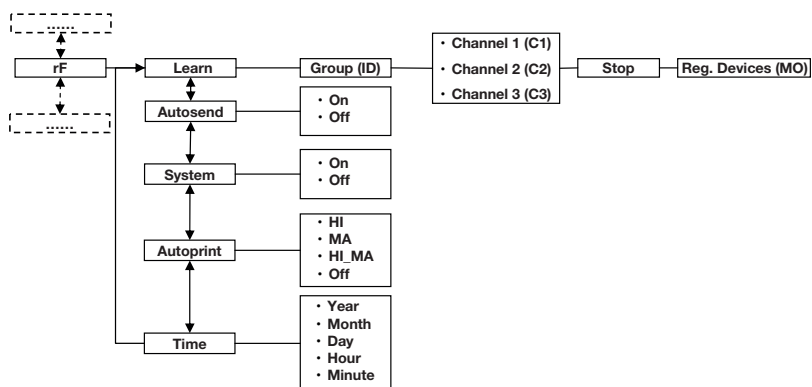 ......
rF
......
Learn
Group (ID)
• Channel 1 (C1)
• Channel 2 (C2)
• Channel 3 (C3)
Stop
Reg. Devices (MO)
Autosend
• On
• Off
System
• On
• Off
Autoprint
• HI
• MA
• HI_MA
• Off
Time
• Year
• Month
• Day
• Hour
• Minute